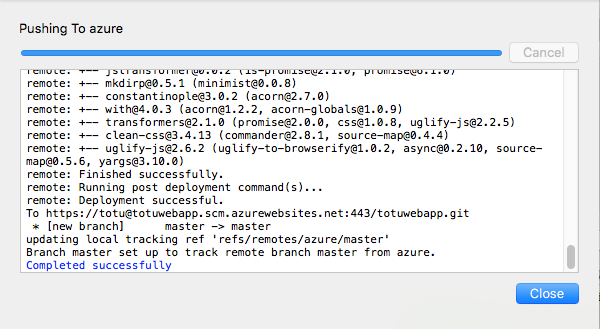 Pushing To azure
Cancel
remote: +-- jstransformer@0.0.2 (is-promise@2.1.0, promise@6.1.0)
remote: +-- mkdirp@0.5.1 (minimist@0.0.8)
remote: +-- constantinople@3.0.2 (acorn@2.7.0)
remote: +-- with@4.0.3 (acorn@1.2.2, acorn-globals@1.0.9)
remote: +-- transformers@2.1.0 (promise@2.0.0, css@1.0.8, uglify-js@2.2.5)
remote: +-- clean-css@3.4.13 (commander@2.8.1, source-map@0.4.4)
remote: +-- uglify-js@2.6.2 (uglify-to-browserify@1.0.2, async@0.2.10, source-
map@0.5.6, yargs@3.10.0)
remote: Finished successfully.
remote: Running post deployment command(s)...
remote: Deployment successful.
To https://totu@totuwebapp.scm.azurewebsites.net:443/totuwebapp.git
* [new branch] master -> master
updating local tracking ref 'refs/remotes/azure/master'
Branch master set up to track remote branch master from azure.
Completed successfully
Close